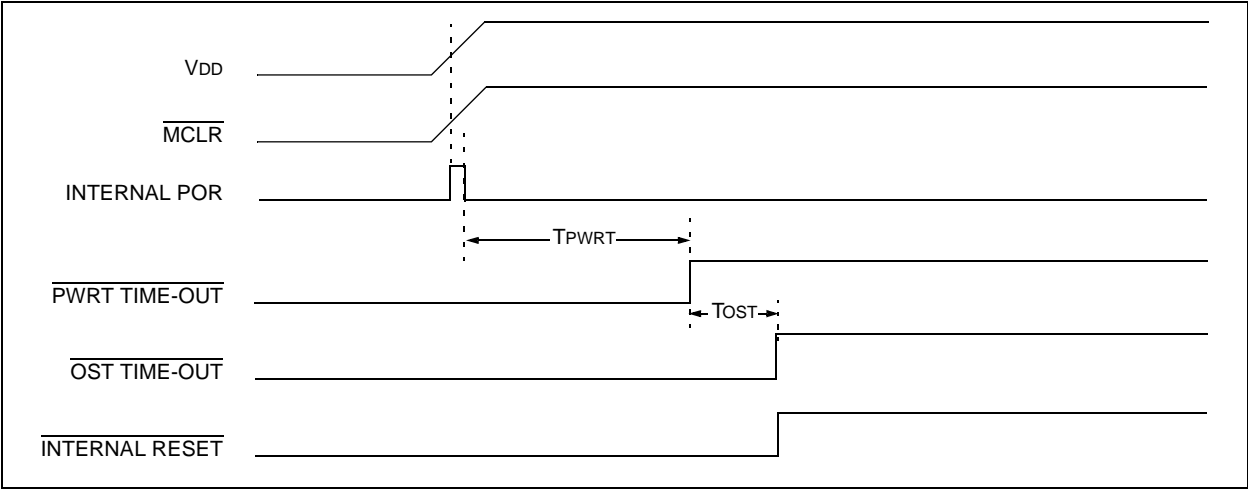 VDD
MCLR
INTERNAL POR
TPWRT
PWRT TIME-OUT
TOST
OST TIME-OUT
INTERNAL RESET